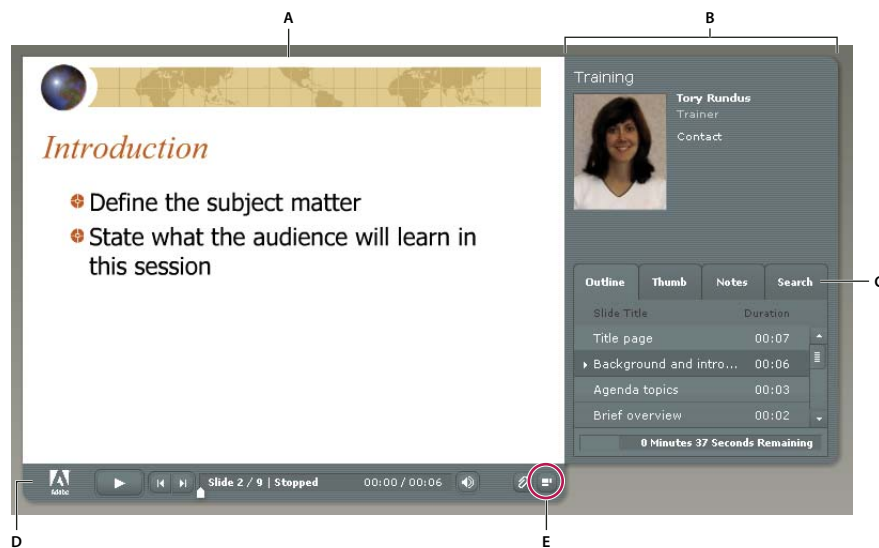 A
B
Training
Tory Rundus
Trainer
Contact
Introduction
Define the subject matter
State what the audience will learn in
this session
Outline Thumb Notes Search
C
Slide Title Duration
Title page 00:07
Background and intro... 00:06
Agenda topics 00:03
Brief overview 00:02
0 Minutes 37 Seconds Remaining
Adobe Slide 2 / 9 | Stopped 00:00 / 00:06
D
E